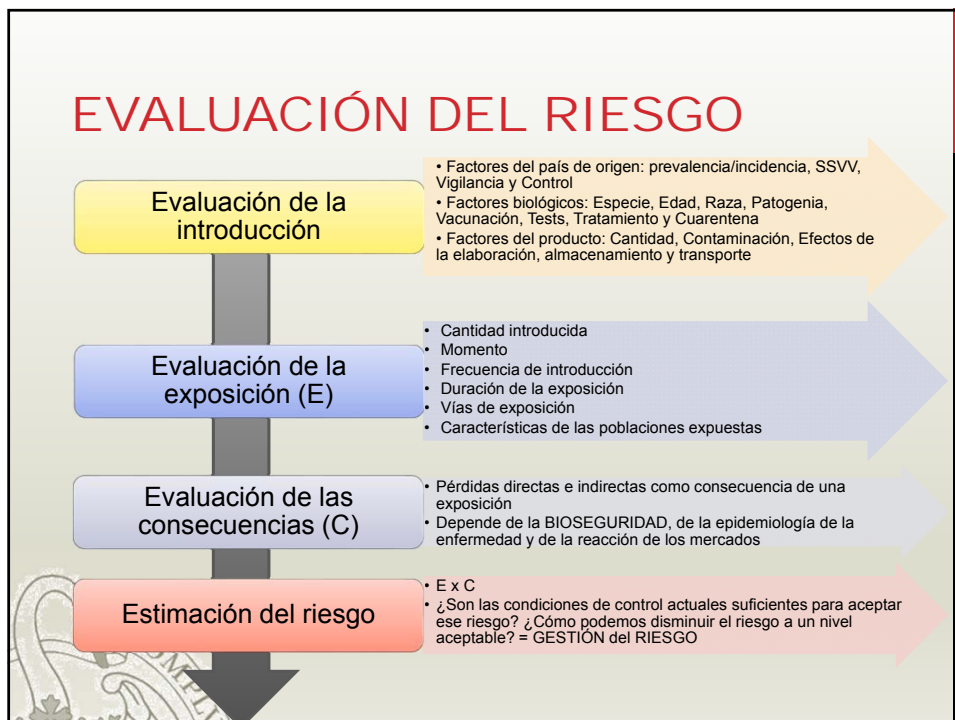 EVALUACIÓN DEL RIESGO
Evaluación de la
introducción
• Factores del país de origen: prevalencia/incidencia, SSVV,
Vigilancia y Control
• Factores biológicos: Especie, Edad, Raza, Patogenia,
Vacunación, Tests, Tratamiento y Cuarentena
• Factores del producto: Cantidad, Contaminación, Efectos de
la elaboración, almacenamiento y transporte
Evaluación de la
exposición (E)
• Cantidad introducida
• Momento
• Frecuencia de introducción
• Duración de la exposición
• Vías de exposición
• Características de las poblaciones expuestas
Evaluación de las
consecuencias (C)
• Pérdidas directas e indirectas como consecuencia de una
exposición
• Depende de la BIOSEGURIDAD, de la epidemiología de la
enfermedad y de la reacción de los mercados
Estimación del riesgo
• E x C
• ¿Son las condiciones de control actuales suficientes para aceptar
ese riesgo? ¿Cómo podemos disminuir el riesgo a un nivel
aceptable? = GESTIÓN del RIESGO